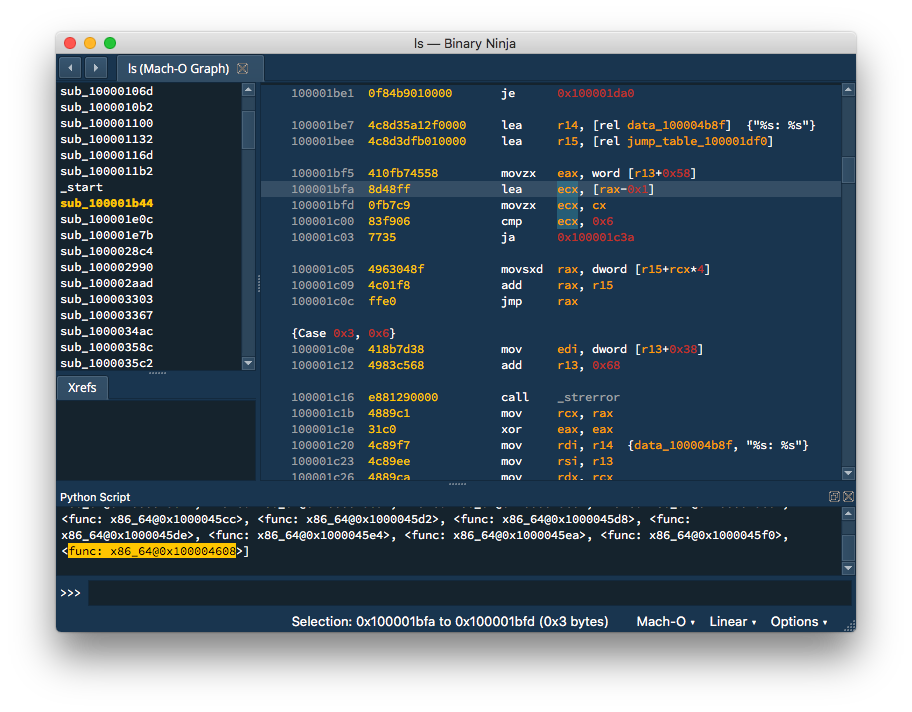 ls — Binary Ninja
ls (Mach-O Graph)
sub_10000106d
sub_1000010b2
sub_100001100
sub_100001132
sub_10000116d
sub_1000011b2
_start
sub_100001b44
sub_100001e0c
sub_100001e7b
sub_1000028c4
sub_100002990
sub_100002aad
sub_100003303
sub_100003367
sub_1000034ac
sub_10000358c
sub_1000035c2
Xrefs
100001be1 0f84b9010000 je 0x100001da0
100001be7 4c8d35a12f0000 lea r14, [rel data_100004b8f] {"%s: %s"}
100001bee 4c8d3dfb010000 lea r15, [rel jump_table_100001df0]
100001bf5 410fb74558 movzx eax, word [r13+0x58]
100001bfa 8d48ff lea ecx, [rax-0x1]
100001bfd 0fb7c9 movzx ecx, cx
100001c00 83f906 cmp ecx, 0x6
100001c03 7735 ja 0x100001c3a
100001c05 4963048f movsxd rax, dword [r15+rcx*4]
100001c09 4c01f8 add rax, r15
100001c0c ffe0 jmp rax
{Case 0x3, 0x6}
100001c0e 418b7d38 mov edi, dword [r13+0x38]
100001c12 4983c568 add r13, 0x68
100001c16 e881290000 call _strerror
100001c1b 4889c1 mov rcx, rax
100001c1e 31c0 xor eax, eax
100001c20 4c89f7 mov rdi, r14 {data_100004b8f, "%s: %s"}
100001c23 4c89ee mov rsi, r13
100001c26 4889ca mov rdx, rcx
Python Script
<func: x86_64@0x1000045cc>, <func: x86_64@0x1000045d2>, <func: x86_64@0x1000045d8>, <func:
x86_64@0x1000045de>, <func: x86_64@0x1000045e4>, <func: x86_64@0x1000045ea>, <func: x86_64@0x1000045f0>,
<func: x86_64@0x100004608>]
>>>
Selection: 0x100001bfa to 0x100001bfd (0x3 bytes) Mach-O Linear Options